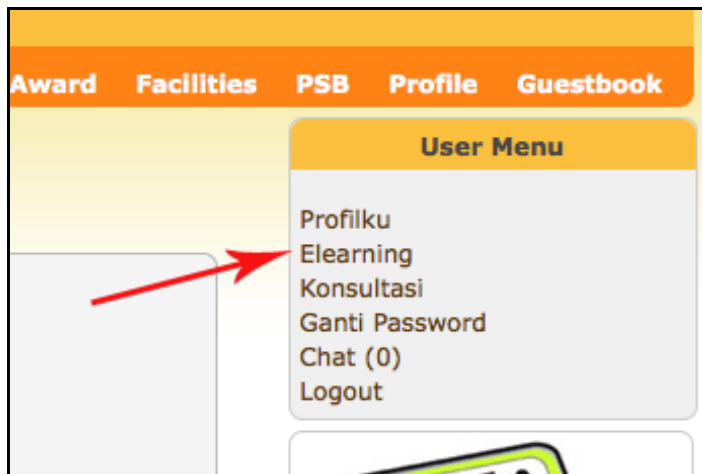 Award Facilities PSB Profile Guestbook
User Menu
Profilku
Elearning
Konsultasi
Ganti Password
Chat (0)
Logout